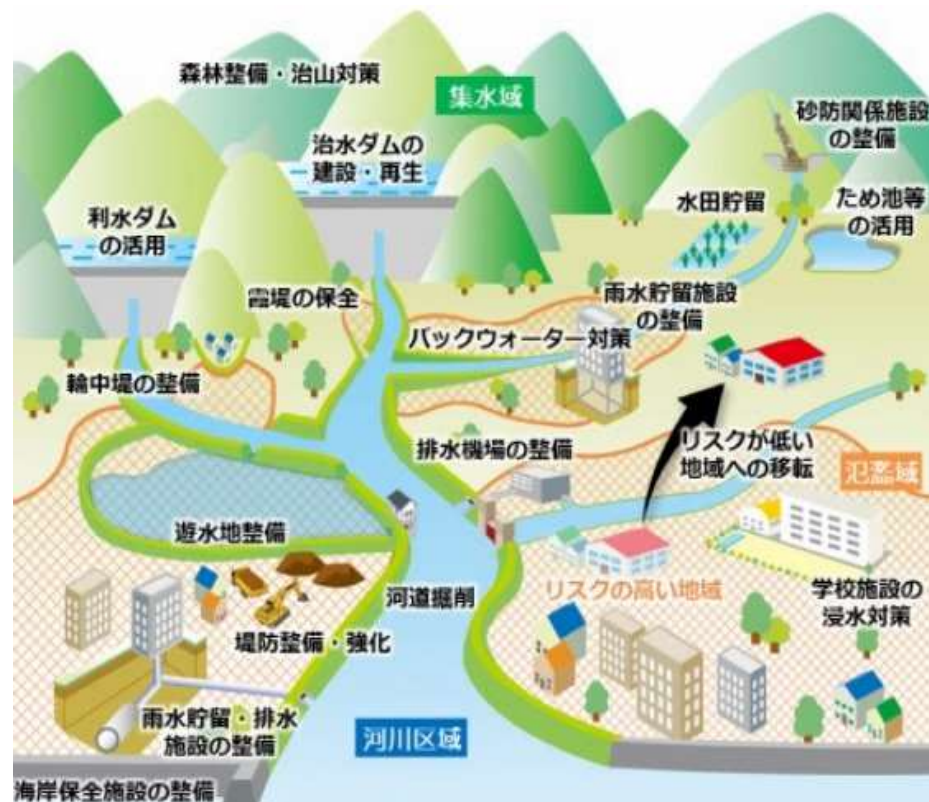 森林整備・治山対策
集水域
砂防関係施設
の整備
治水ダムの
建設・再生
水田貯留
ため池等
の活用
利水ダム
の活用
霞堤の保全
雨水貯留施設
の整備
バックウォーター対策
輪中堤の整備
排水機場の整備
リスクが低い
地域への移転
氾濫域
遊水地整備
リスクの高い地域
学校施設の
浸水対策
河道掘削
堤防整備・強化
雨水貯留・排水
施設の整備
河川区域
海岸保全施設の整備